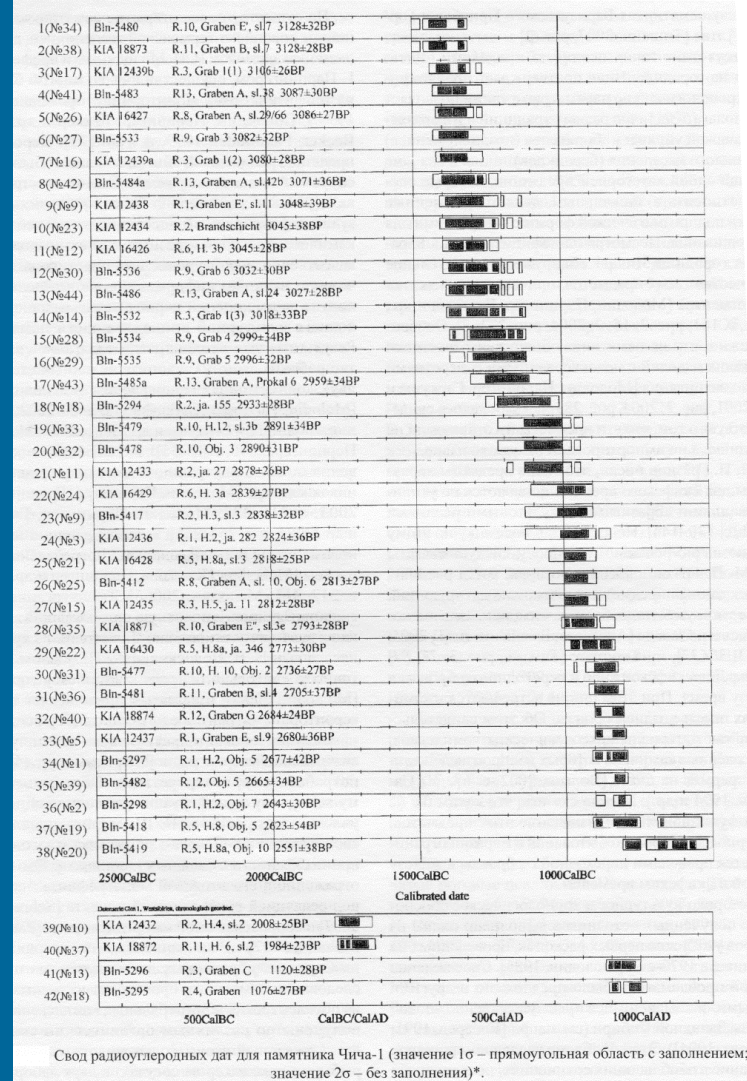 1(№34) Bln-5480 R.10, Graben E', sl.7 3128±32BP
2(№38) KIA 18873 R.11, Graben B, sl.7 3128±28BP
3(№17) KIA 12439b R.3, Grab 1(1) 3106±26BP
4(№41) Bln-5483 R13, Graben A, sl.38 3087±30BP
5(№26) KIA 16427 R.8, Graben A, sl.29/66 3086±27BP
6(№27) Bln-5533 R.9, Grab 3 3082±32BP
7(№16) KIA 12439a R.3, Grab 1(2) 3080±28BP
8(№42) Bln-5484a R.13, Graben A, sl.42b 3071±36BP
9(№9) KIA 12438 R.1, Graben E', sl.11 3048±39BP
10(№23) KIA 12434 R.2, Brandschicht 3045±38BP
11(№12) KIA 16426 R.6, H. 3b 3045±28BP
12(№30) Bln-5536 R.9, Grab 6 3032±30BP
13(№44) Bln-5486 R.13, Graben A, sl.24 3027±28BP
14(№14) Bln-5532 R.3, Grab 1(3) 3018±33BP
15(№28) Bln-5534 R.9, Grab 4 2999±34BP
16(№29) Bln-5535 R.9, Grab 5 2996±32BP
17(№43) Bln-5485a R.13, Graben A, Prokal 6 2959±34BP
18(№18) Bln-5294 R.2, ja. 155 2933±28BP
19(№33) Bln-5479 R.10, H.12, sl.3b 2891±34BP
20(№32) Bln-5478 R.10, Obj. 3 2890±31BP
21(№11) KIA 12433 R.2, ja. 27 2878±26BP
22(№24) KIA 16429 R.6, H. 3a 2839±27BP
23(№9) Bln-5417 R.2, H.3, sl.3 2838±32BP
24(№3) KIA 12436 R.1, H.2, ja. 282 2824±36BP
25(№21) KIA 16428 R.5, H.8a, sl.3 2818±25BP
26(№25) Bln-5412 R.8, Graben A, sl. 10, Obj. 6 2813±27BP
27(№15) KIA 12435 R.3, H.5, ja. 11 2812±28BP
28(№35) KIA 18871 R.10, Graben E", sl.3e 2793±28BP
29(№22) KIA 16430 R.5, H.8a, ja. 346 2773±30BP
30(№31) Bln-5477 R.10, H. 10, Obj. 2 2736±27BP
31(№36) Bln-5481 R.11, Graben B, sl.4 2705±37BP
32(№40) KIA 18874 R.12, Graben G 2684±24BP
33(№5) KIA 12437 R.1, Graben E, sl.9 2680±36BP
34(№1) Bln-5297 R.1, H.2, Obj. 5 2677±42BP
35(№39) Bln-5482 R.12, Obj. 5 2665±34BP
36(№2) Bln-5298 R.1, H.2, Obj. 7 2643±30BP
37(№19) Bln-5418 R.5, H.8, Obj. 5 2623±54BP
38(№20) Bln-5419 R.5, H.8a, Obj. 10 2551±38BP
2500CalBC 2000CalBC 1500CalBC 1000CalBC
Calibrated date
39(№10) KIA 12432 R.2, H.4, sl.2 2008±25BP
40(№37) KIA 18872 R.11, H. 6, sl.2 1984±23BP
41(№13) Bln-5296 R.3, Graben C 1120±28BP
42(№18) Bln-5295 R.4, Graben 1076±27BP
500CalBC CalBC/CalAD 500CalAD 1000CalAD
Свод радиоуглеродных дат для памятника Чича-1 (значение 1σ – прямоугольная область с заполнением;
значение 2σ – без заполнения)*.